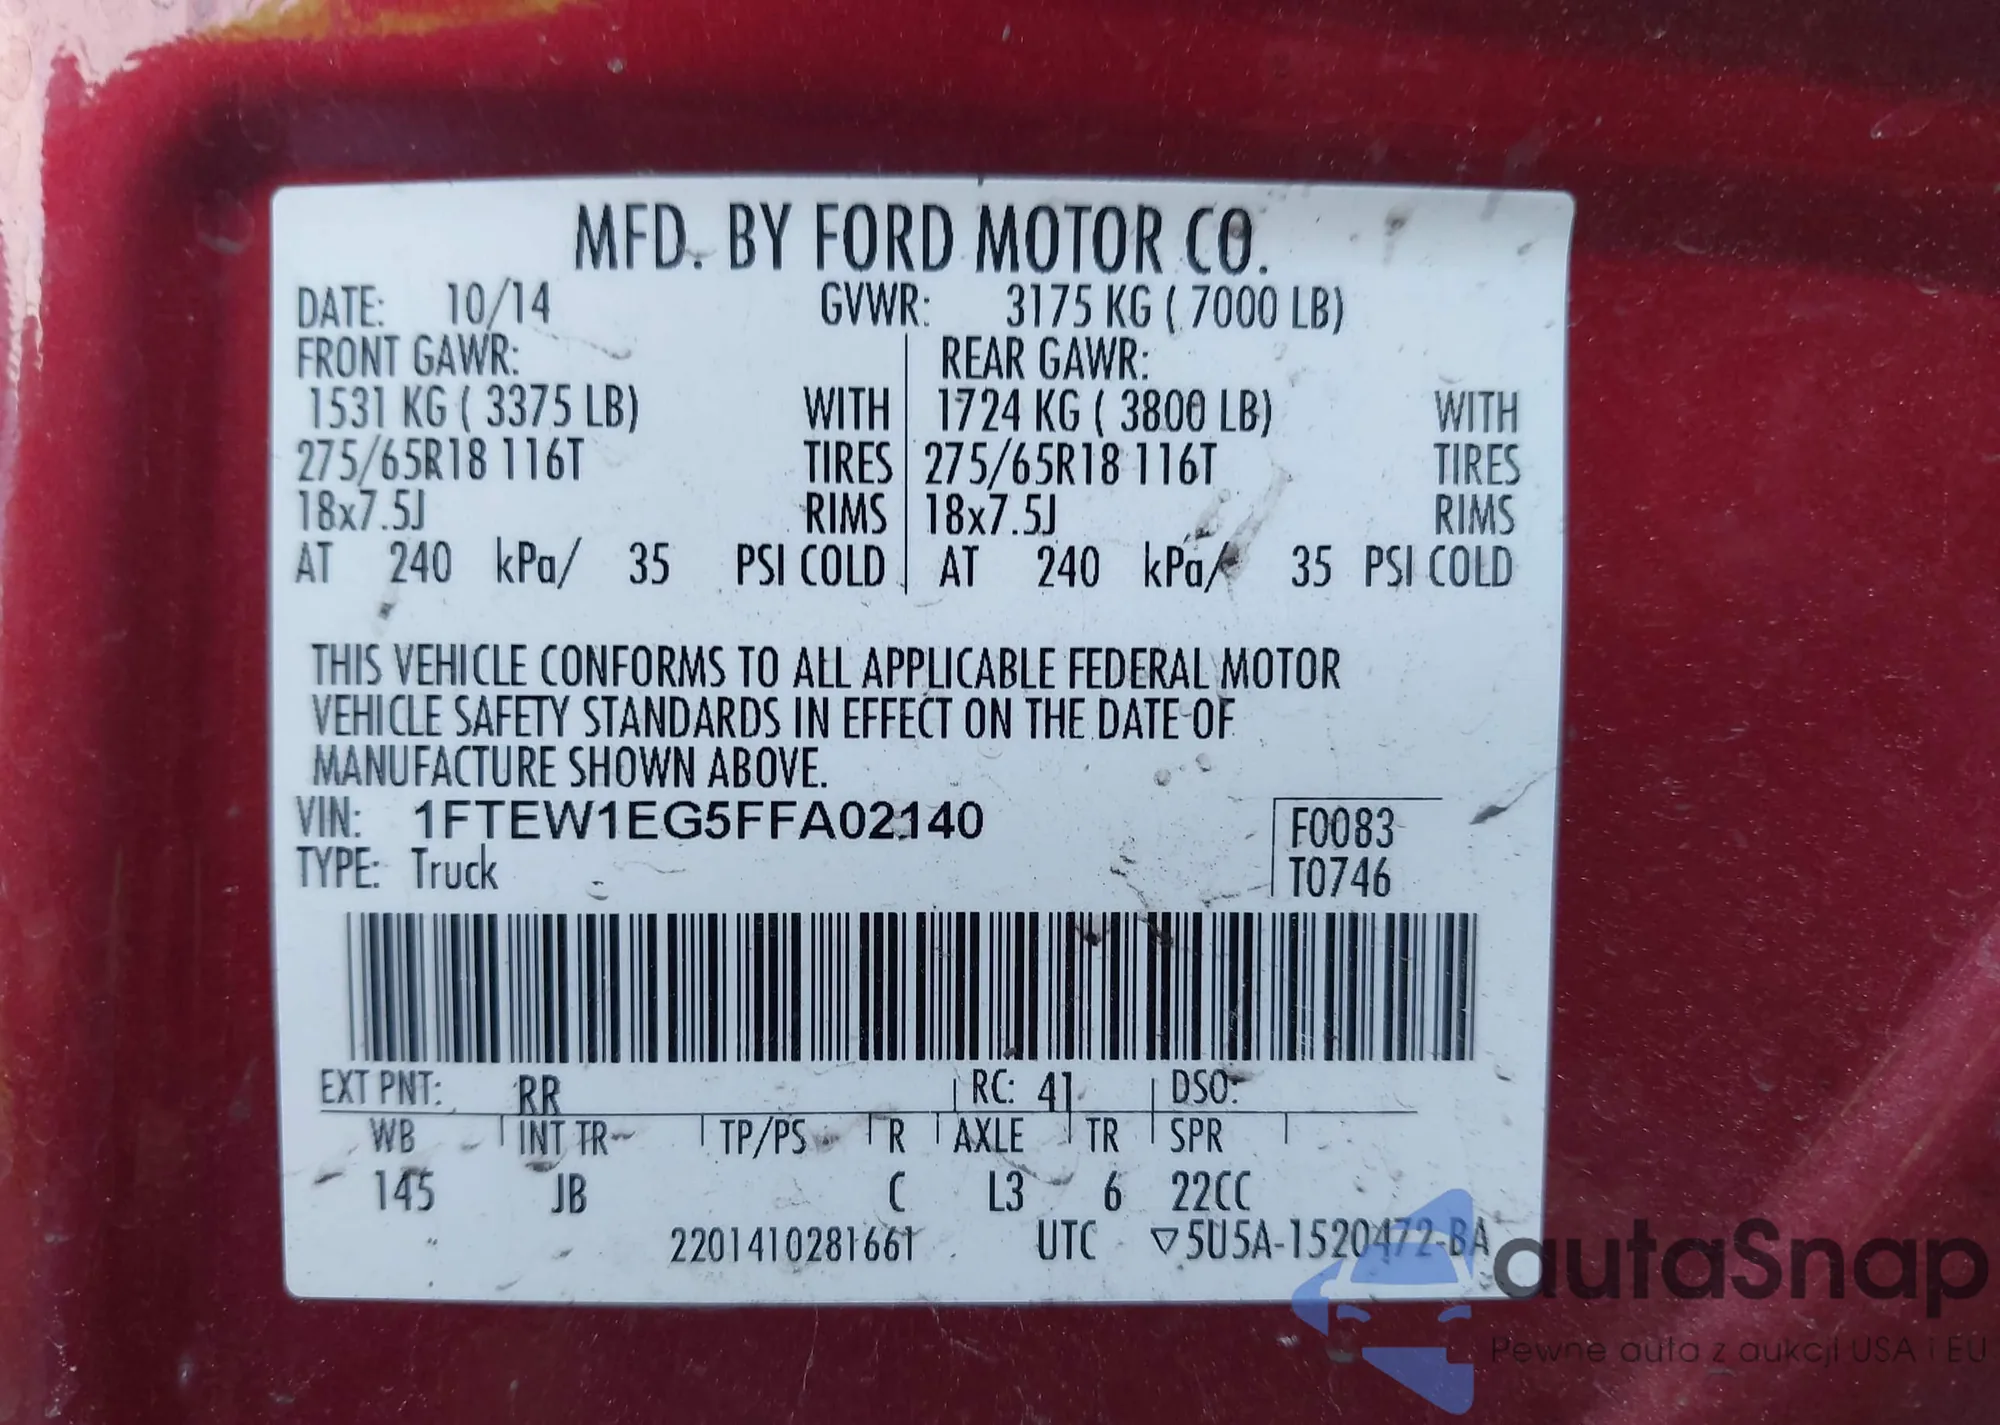 MFD. BY FORD MOTOR CO.
DATE: 10/14 GVWR: 3175 KG ( 7000 LB)
FRONT GAWR: REAR GAWR:
1531 KG ( 3375 LB) WITH 1724 KG ( 3800 LB) WITH
275/65R18 116T TIRES 275/65R18 116T TIRES
18x7.5J RIMS 18x7.5J RIMS
AT 240 kPa/ 35 PSI COLD AT 240 kPa/ 35 PSI COLD
THIS VEHICLE CONFORMS TO ALL APPLICABLE FEDERAL MOTOR
VEHICLE SAFETY STANDARDS IN EFFECT ON THE DATE OF
MANUFACTURE SHOWN ABOVE.
VIN: 1FTEW1EG5FFA02140 F0083
TYPE: Truck T0746
EXT PNT: RR RC: 41 DSO:
WB INT TR TP/PS R AXLE TR SPR
145 JB C L3 6 22CC
2201410281661 UTC ▽5U5A-1520472-BA
autaSnap
Pewne auta z aukcji USA i EU